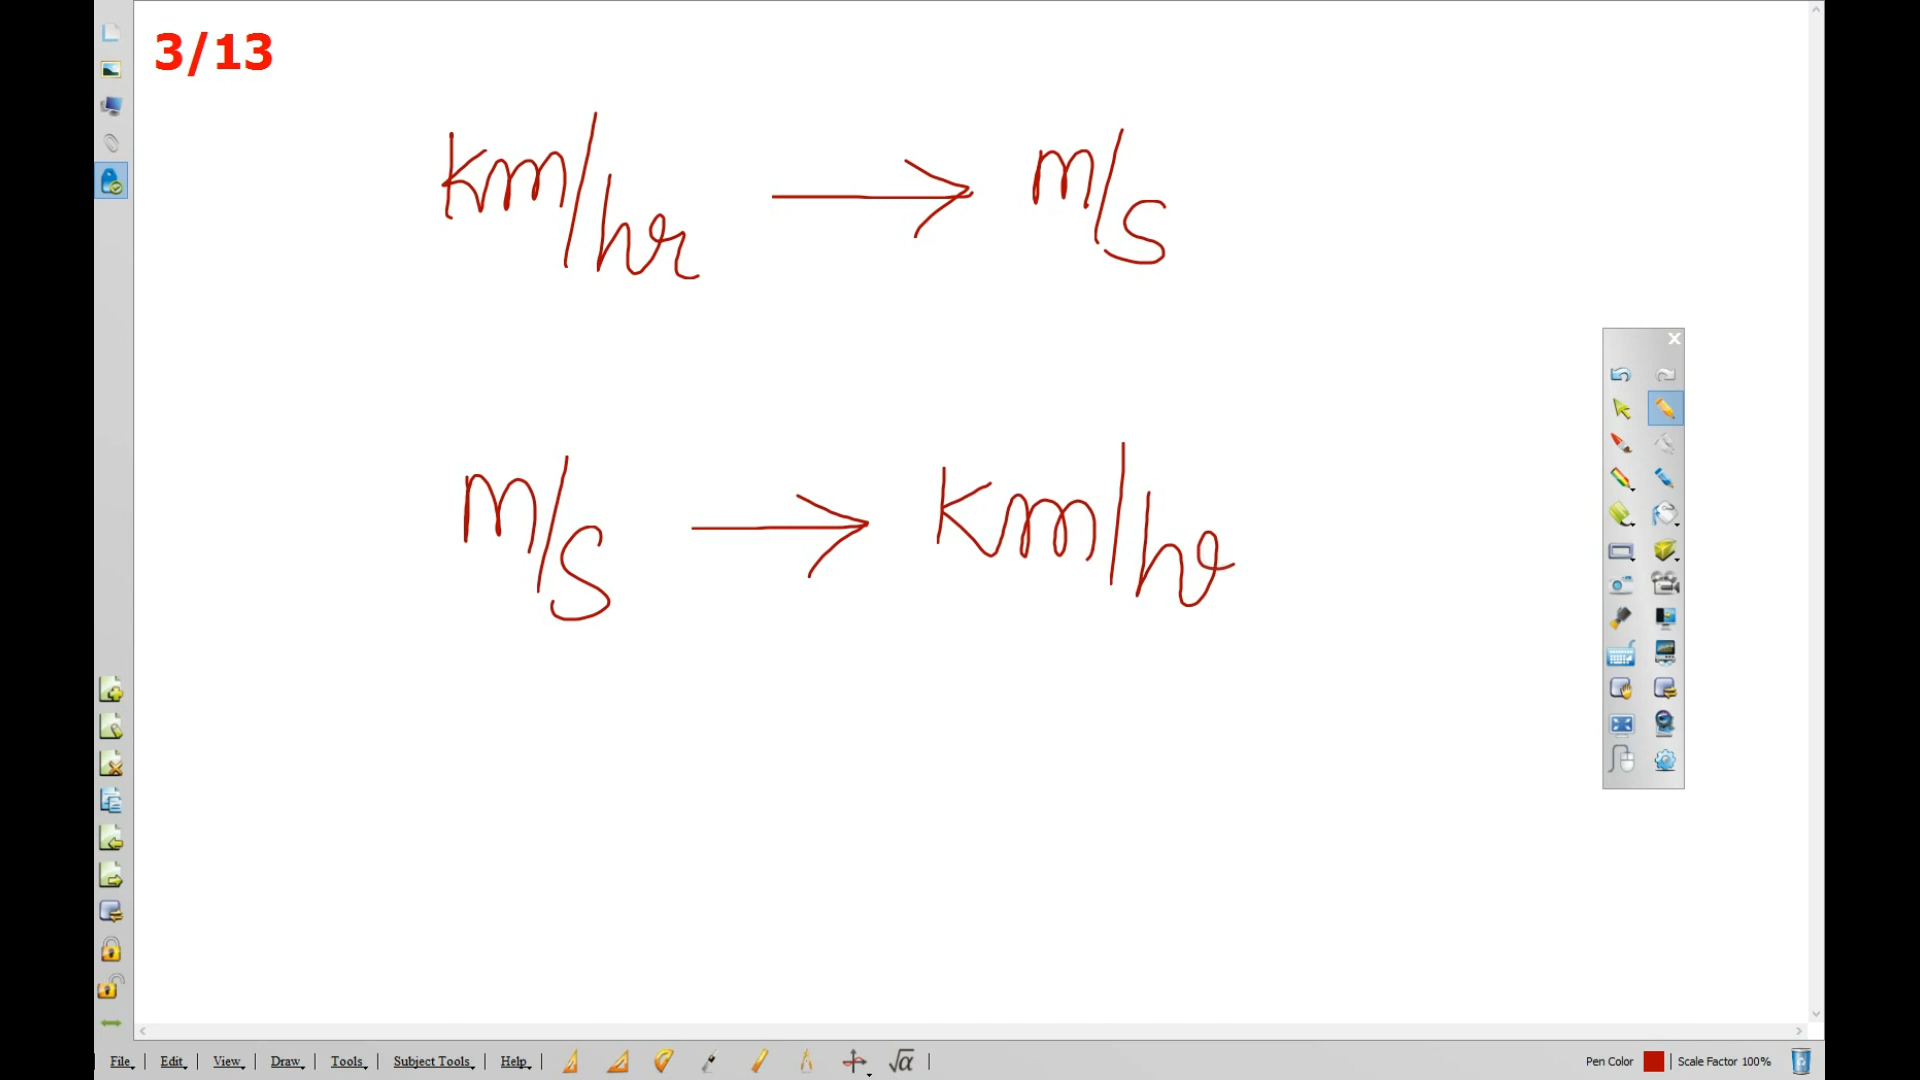 3/13
km/hr → m/s
m/s → km/hr
File Edit View Draw Tools Subject Tools Help √α Pen Color Scale Factor 100%